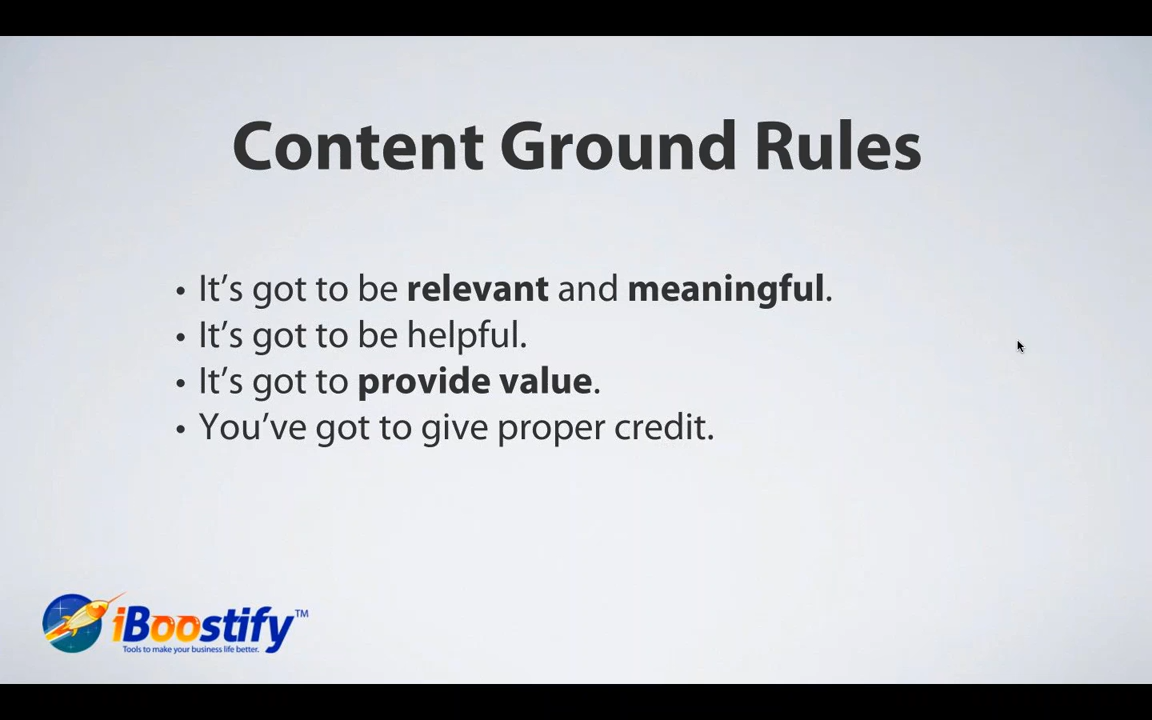 Content Ground Rules
• It's got to be relevant and meaningful.
• It's got to be helpful.
• It's got to provide value.
• You've got to give proper credit.
iBoostify™
Tools to make your business life better.